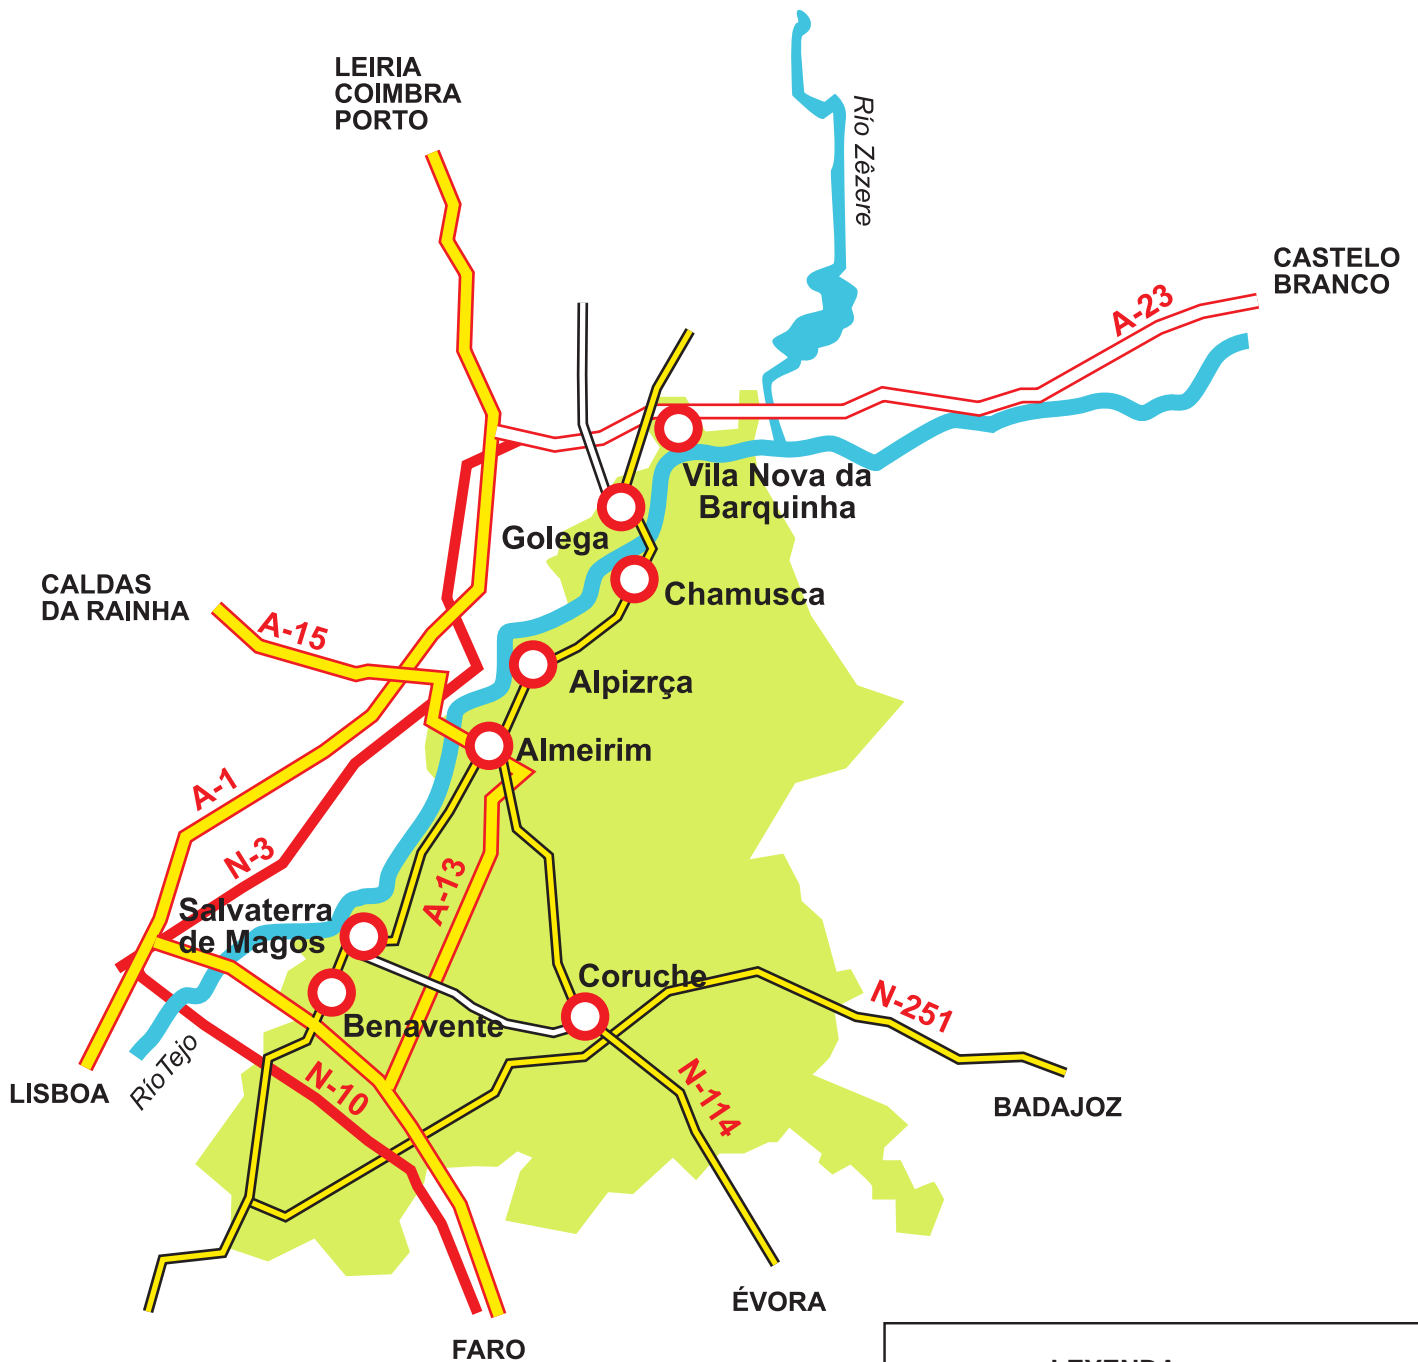 LEIRIA
COIMBRA
PORTO
Río Zêzere
CASTELO
BRANCO
A-23
Vila Nova da
Barquinha
Golega
Chamusca
CALDAS
DA RAINHA
A-15
Alpizrça
Almeirim
A-1
N-3
A-13
Salvaterra
de Magos
Coruche
N-251
Benavente
RíoTejo
LISBOA
N-10
N-114
BADAJOZ
ÉVORA
FARO
LEXENDA